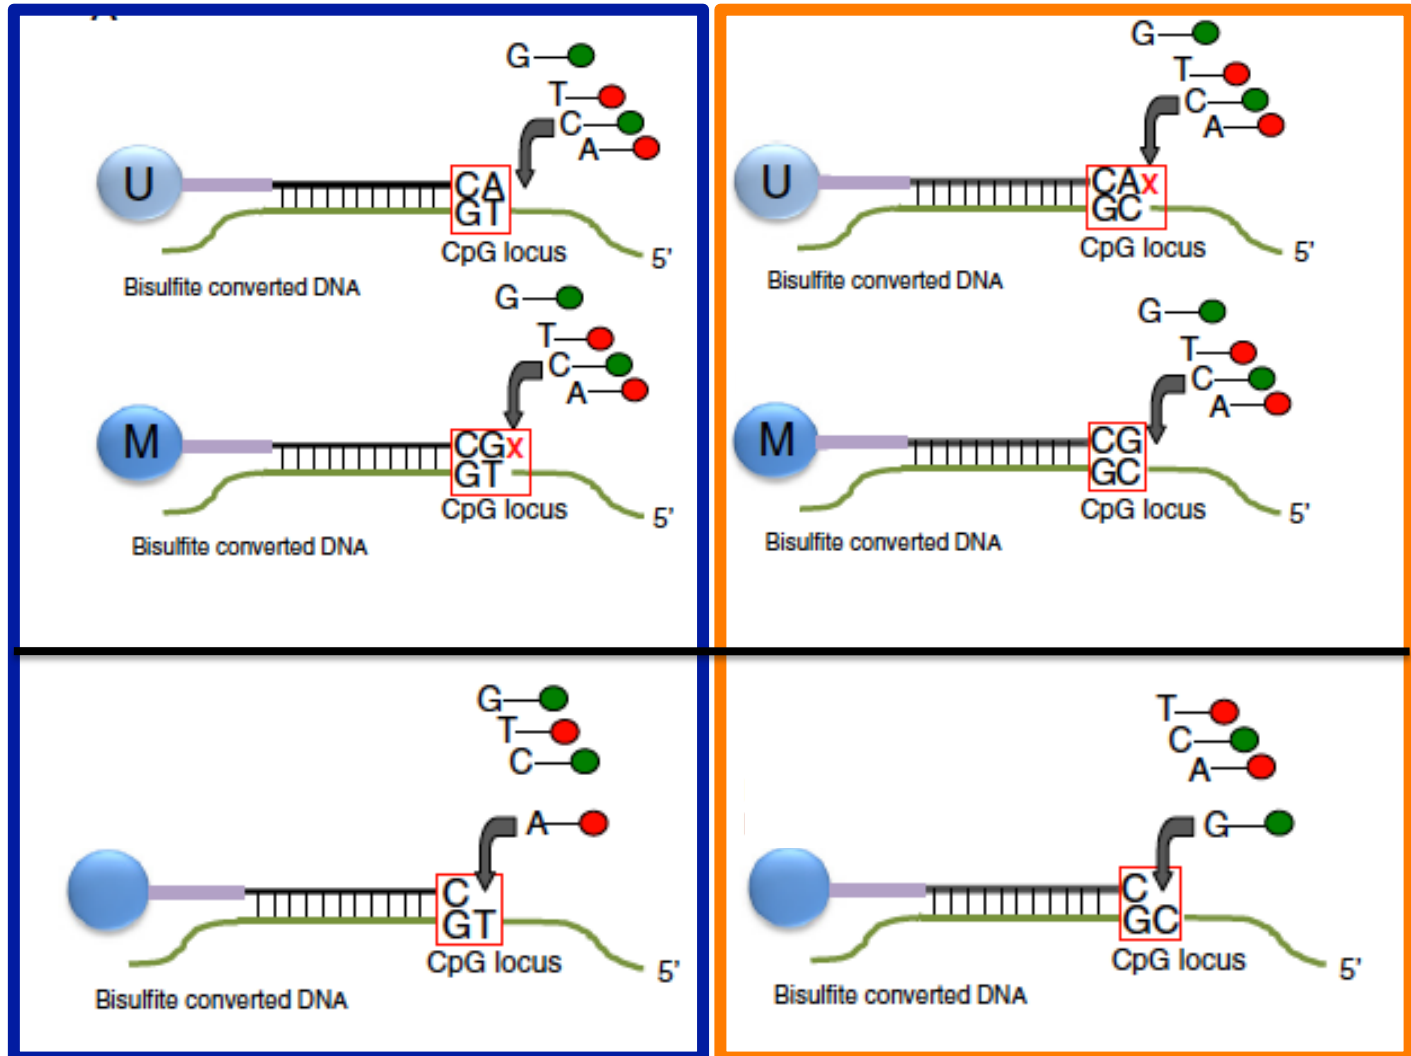 G
T
C
A
U
CA
GT
CpG locus
5’
Bisulfite converted DNA
G
T
C
A
M
CGx
GT
CpG locus
5’
Bisulfite converted DNA
G
T
C
A
U
CAx
GC
CpG locus
5’
Bisulfite converted DNA
G
T
C
A
M
CG
GC
CpG locus
5’
Bisulfite converted DNA
G
T
C
A
C
GT
CpG locus
5’
Bisulfite converted DNA
T
C
A
G
C
GC
CpG locus
5’
Bisulfite converted DNA